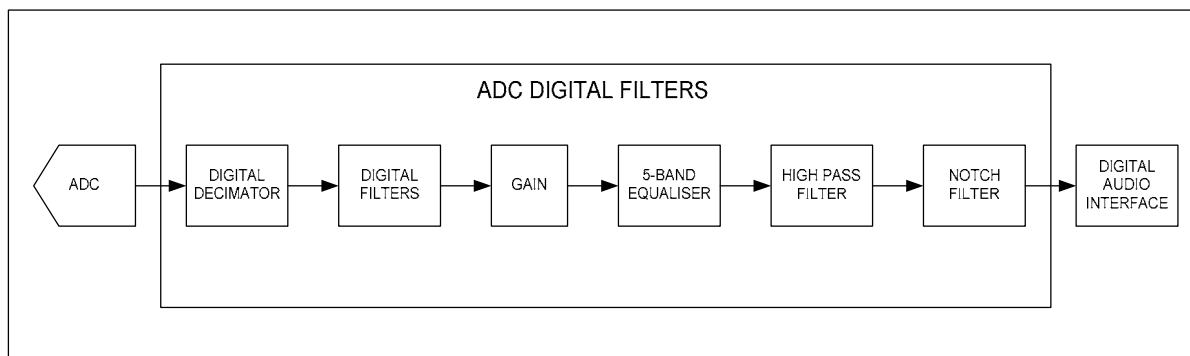 ADC DIGITAL FILTERS
ADC
DIGITAL
DECIMATOR
DIGITAL
FILTERS
GAIN
5-BAND
EQUALISER
HIGH PASS
FILTER
NOTCH
FILTER
DIGITAL
AUDIO
INTERFACE